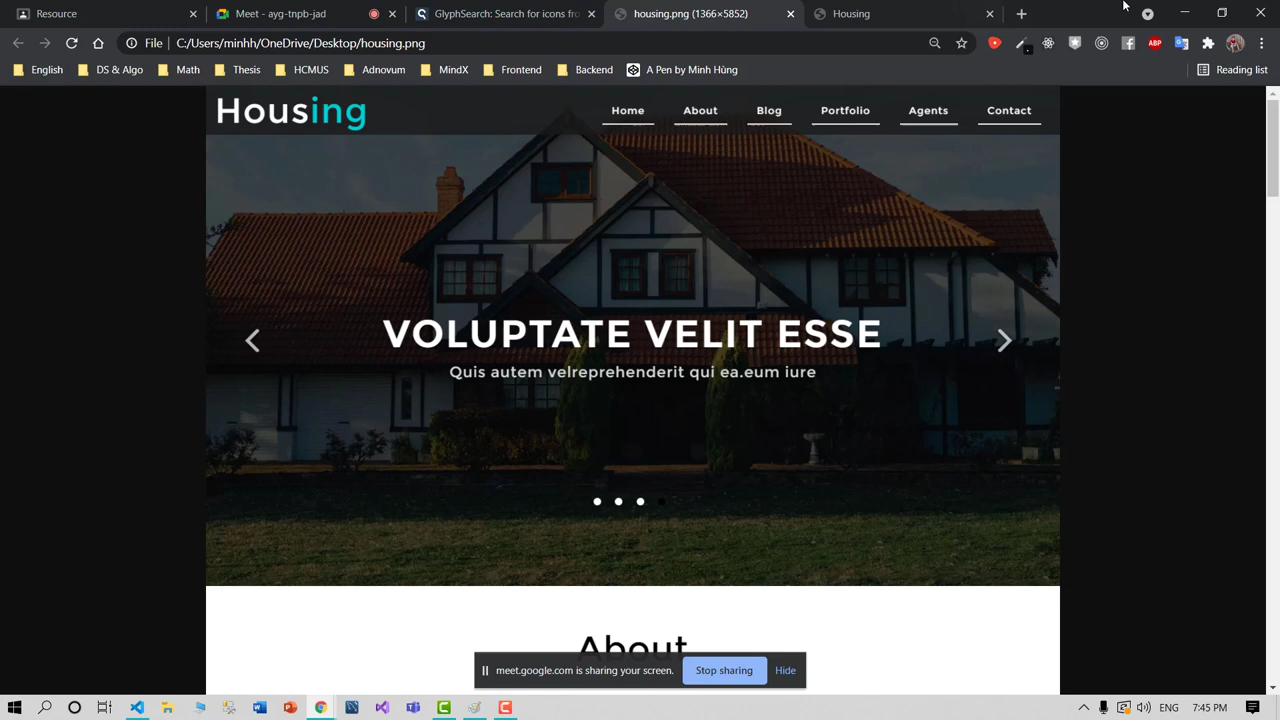 Resource
Meet - ayg-tnpb-jad
GlyphSearch: Search for icons fro
housing.png (1366×5852)
Housing
File
C:/Users/minhh/OneDrive/Desktop/housing.png
ABP
English
DS & Algo
Math
Thesis
HCMUS
Adnovum
MindX
Frontend
Backend
A Pen by Minh Hùng
Reading list
Housing
Home
About
Blog
Portfolio
Agents
Contact
VOLUPTATE VELIT ESSE
Quis autem velreprehenderit qui ea.eum iure
About
meet.google.com is sharing your screen.
Stop sharing
Hide
ENG
7:45 PM